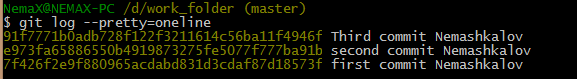 NemaX@NEMAX-PC /d/work_folder (master)
$ git log --pretty=oneline
91f7771b0adb728f122f3211614c56ba11f4946f Third commit Nemashkalov
e973fa65886550b4919873275fe5077f777ba91b second commit Nemashkalov
7f426f2e9f880965acdabd831d3cdaf87d18573f first commit Nemashkalov